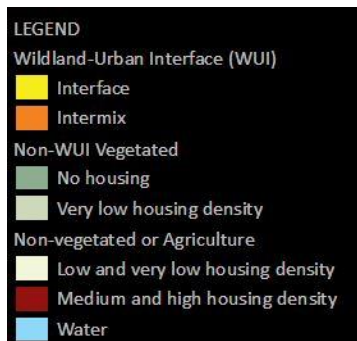 LEGEND
Wildland-Urban Interface (WUI)
Interface
Intermix
Non-WUI Vegetated
No housing
Very low housing density
Non-vegetated or Agriculture
Low and very low housing density
Medium and high housing density
Water